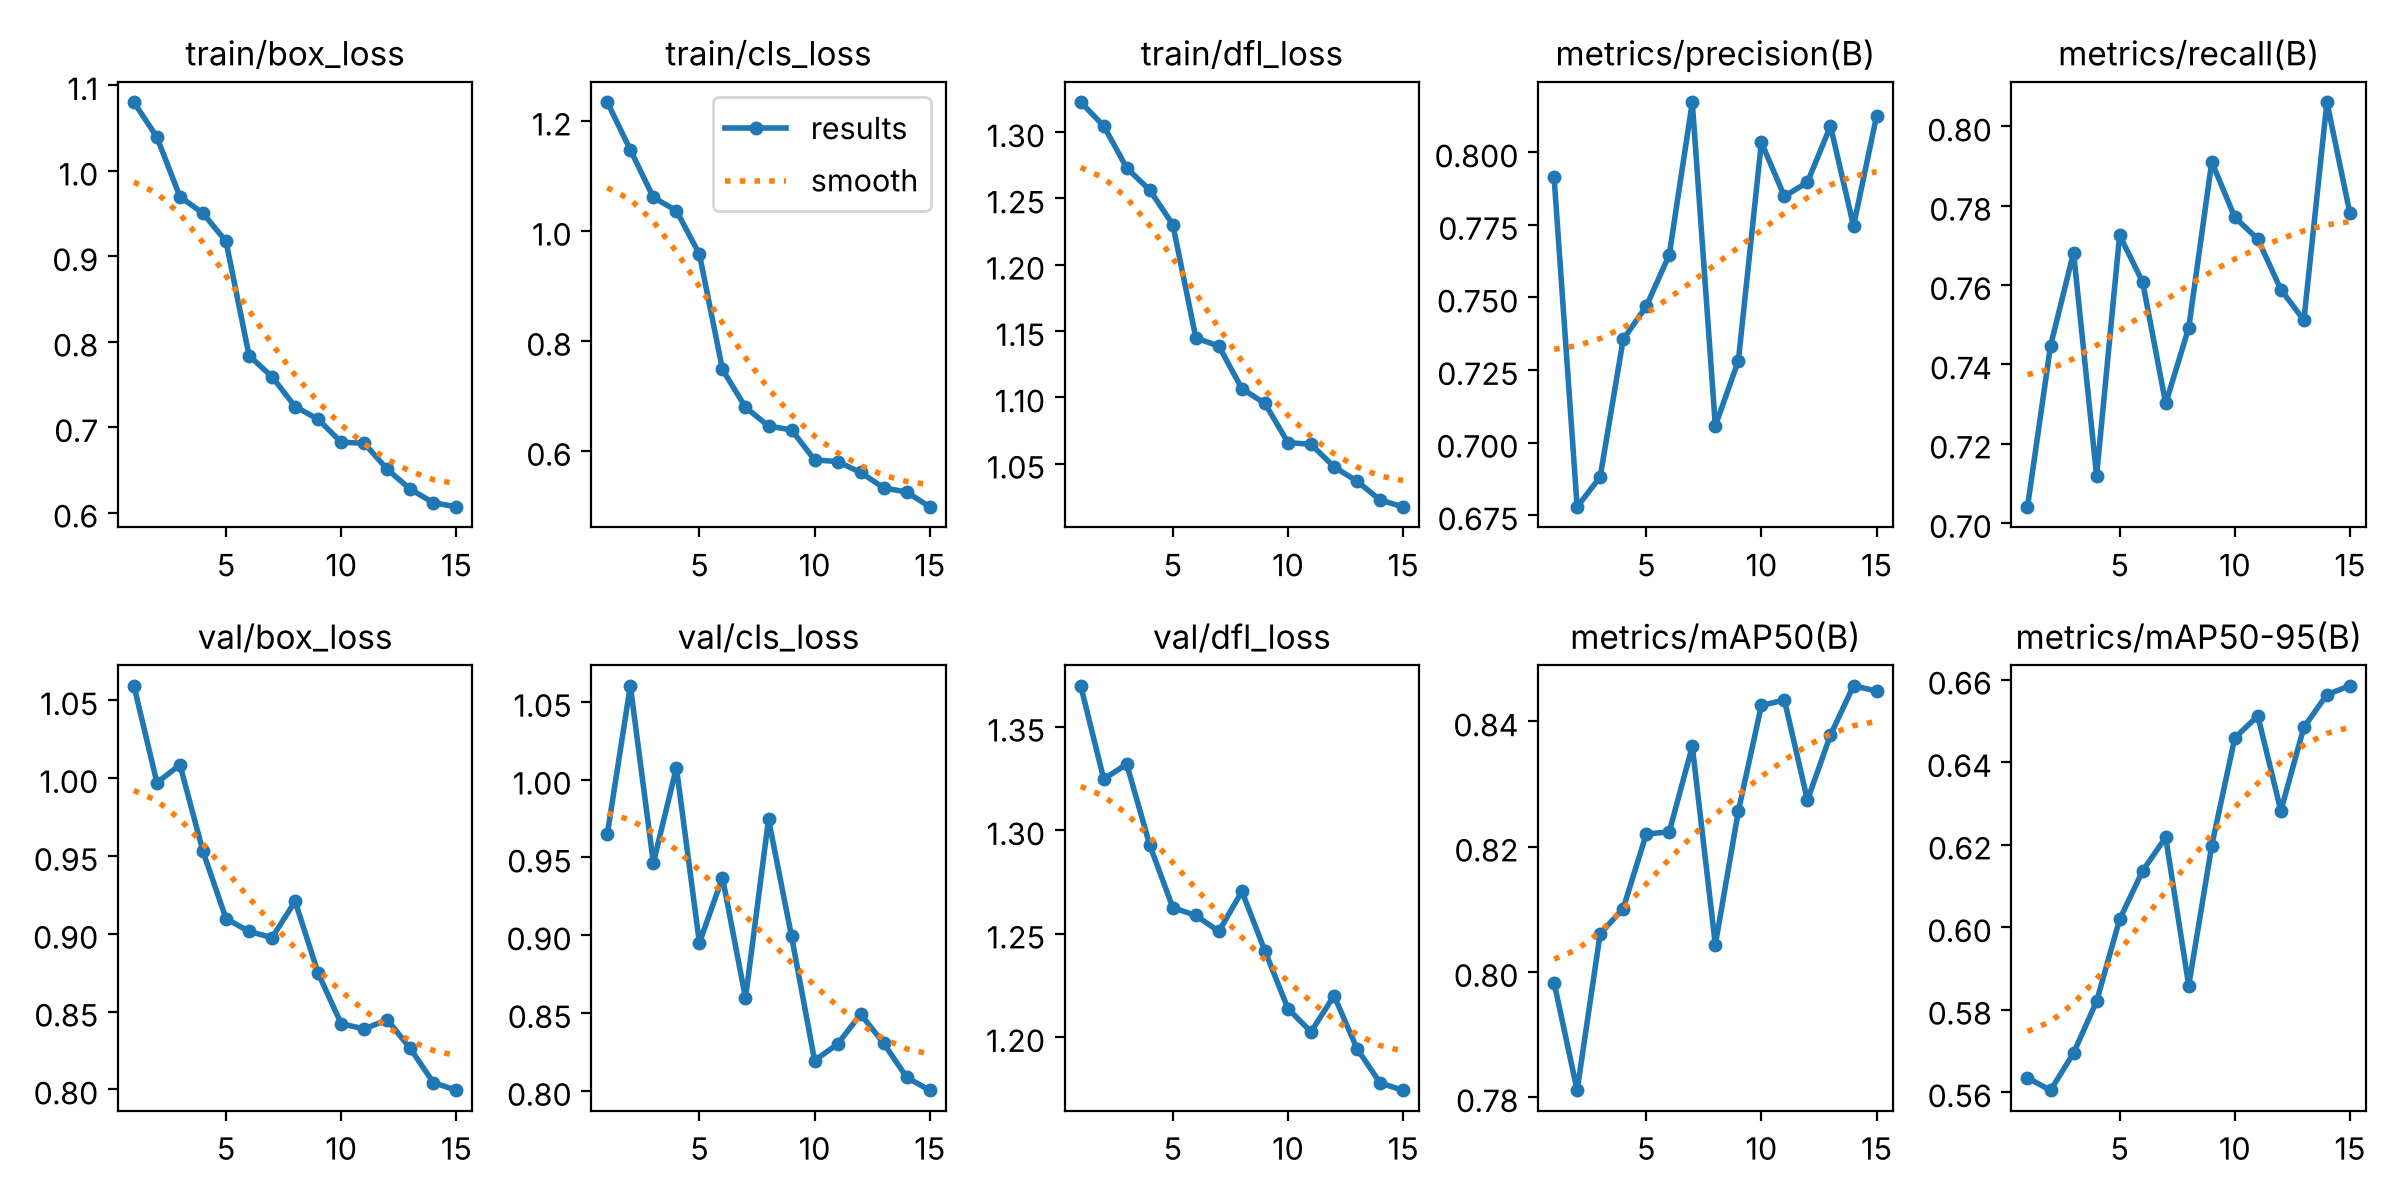 train/box_loss
train/cls_loss
train/dfl_loss
metrics/precision(B)
metrics/recall(B)
1.1
1.0
0.9
0.8
0.7
0.6
5 10 15
1.2
1.0
0.8
0.6
results
smooth
5 10 15
1.30
1.25
1.20
1.15
1.10
1.05
5 10 15
0.800
0.775
0.750
0.725
0.700
0.675
5 10 15
0.80
0.78
0.76
0.74
0.72
0.70
5 10 15
val/box_loss
val/cls_loss
val/dfl_loss
metrics/mAP50(B)
metrics/mAP50-95(B)
1.05
1.00
0.95
0.90
0.85
0.80
5 10 15
1.05
1.00
0.95
0.90
0.85
0.80
5 10 15
1.35
1.30
1.25
1.20
5 10 15
0.84
0.82
0.80
0.78
5 10 15
0.66
0.64
0.62
0.60
0.58
0.56
5 10 15